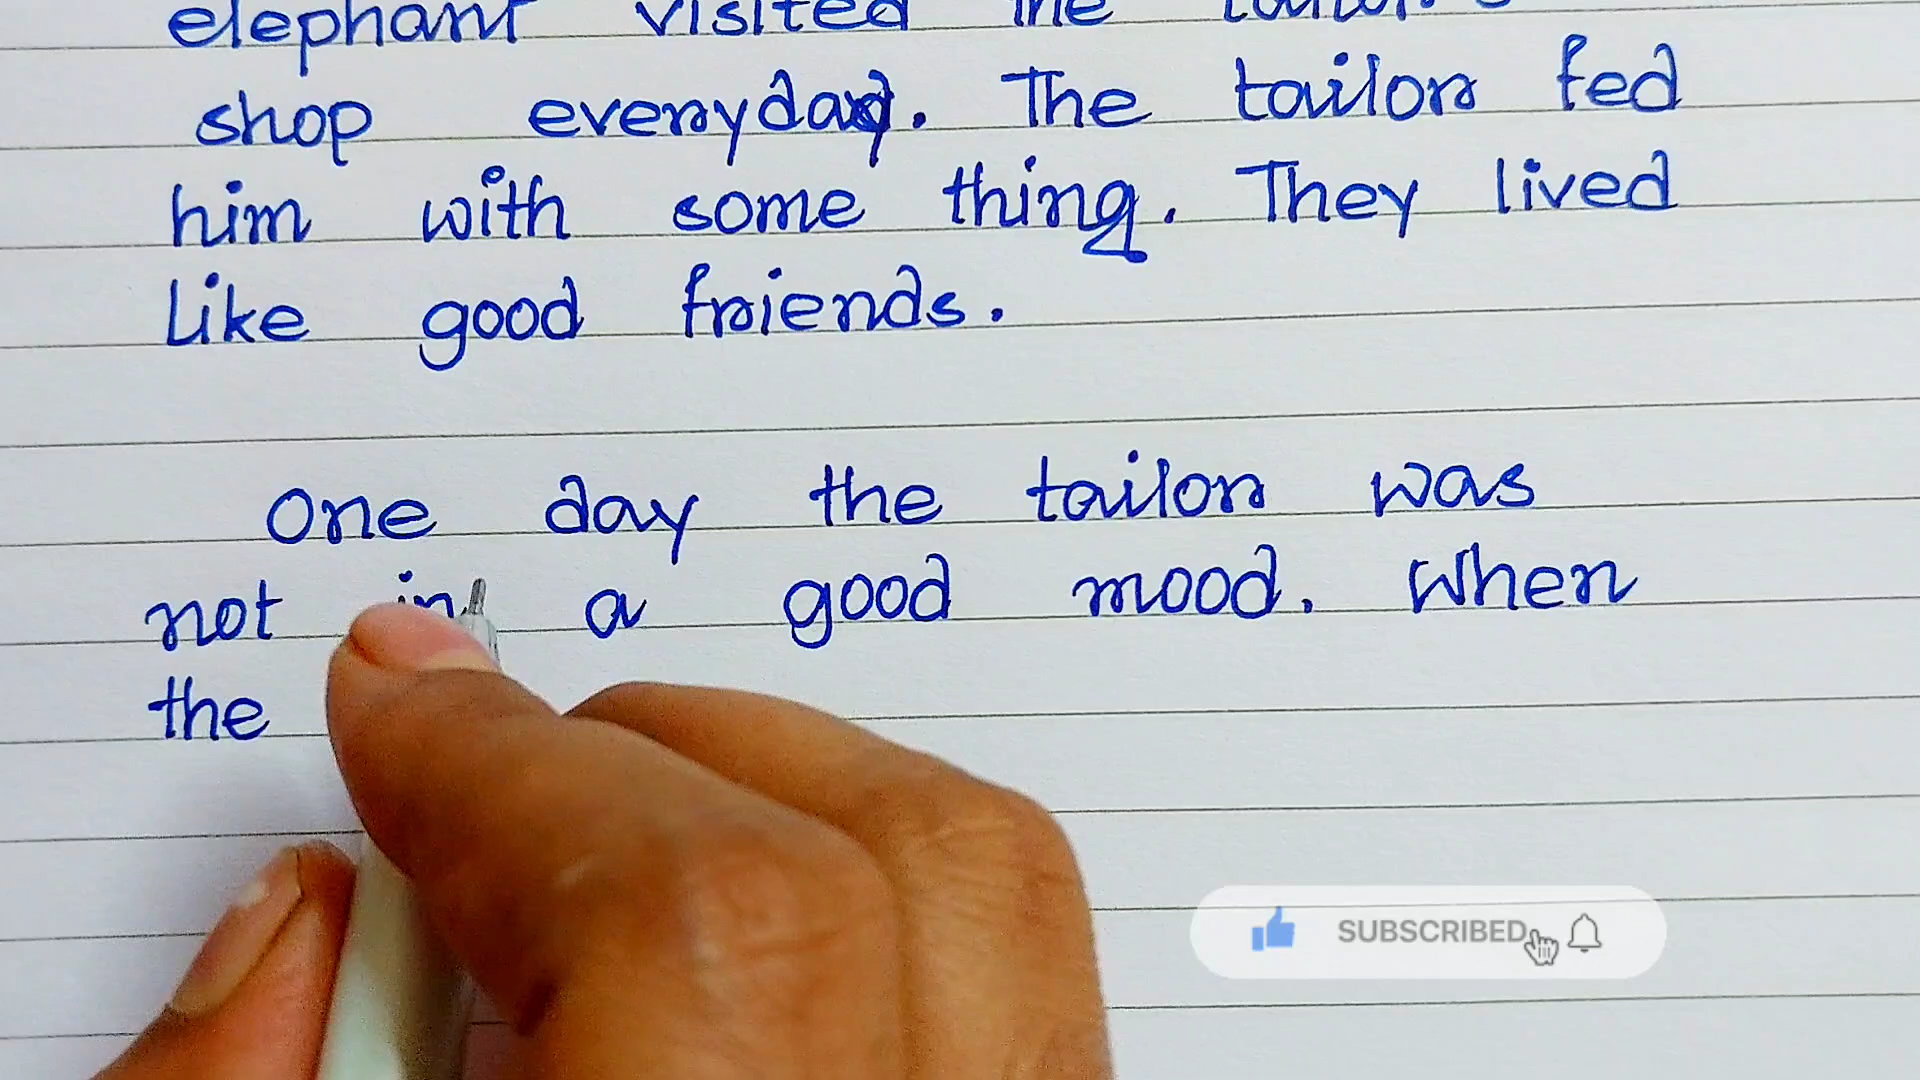 elephant visited the tailor's
shop everyday. The tailor fed
him with some thing. They lived
like good friends.
One day the tailor was
not in a good mood. When
the
SUBSCRIBED